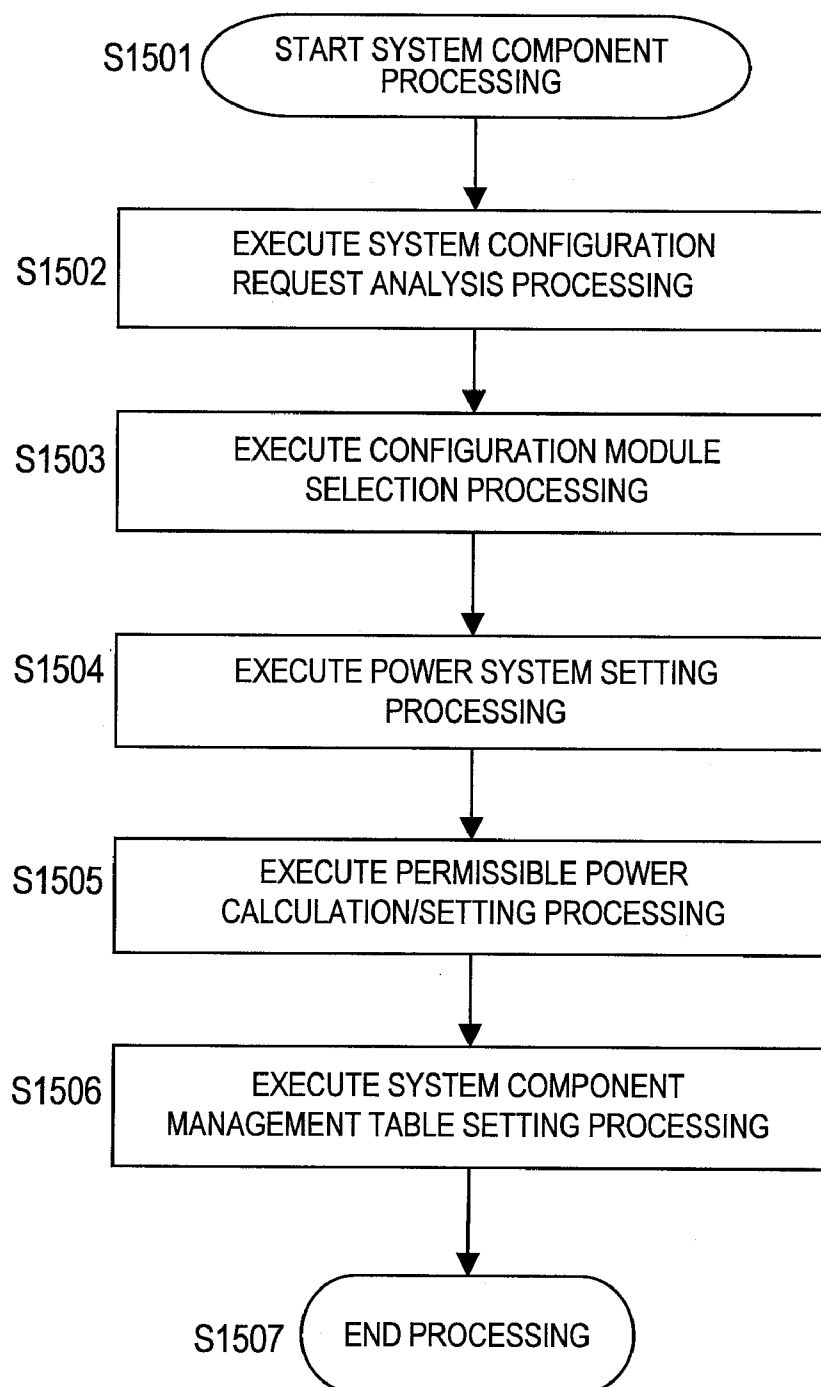 S1501
START SYSTEM COMPONENT
PROCESSING
S1502
EXECUTE SYSTEM CONFIGURATION
REQUEST ANALYSIS PROCESSING
S1503
EXECUTE CONFIGURATION MODULE
SELECTION PROCESSING
S1504
EXECUTE POWER SYSTEM SETTING
PROCESSING
S1505
EXECUTE PERMISSIBLE POWER
CALCULATION/SETTING PROCESSING
S1506
EXECUTE SYSTEM COMPONENT
MANAGEMENT TABLE SETTING PROCESSING
S1507
END PROCESSING